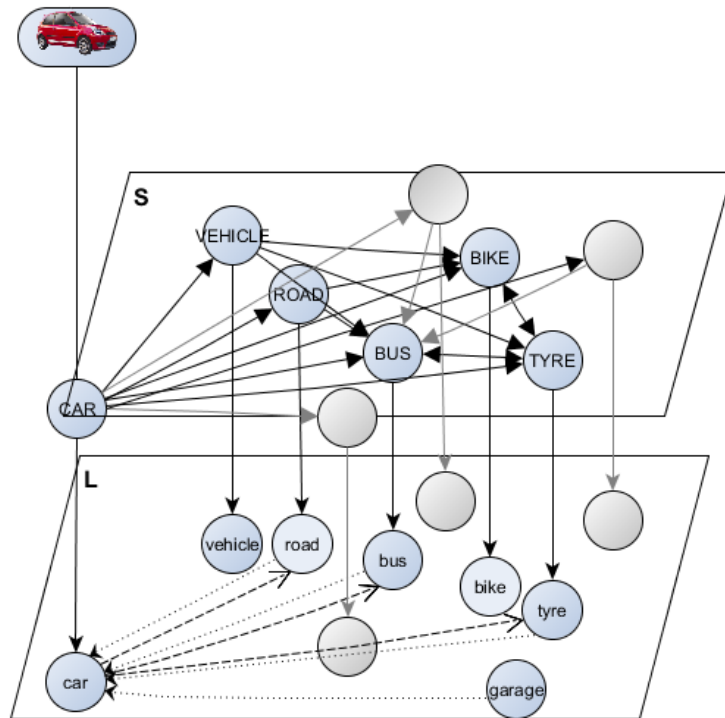 S
VEHICLE
BIKE
ROAD
BUS
TYRE
CAR
L
vehicle
road
bus
bike
tyre
car
garage